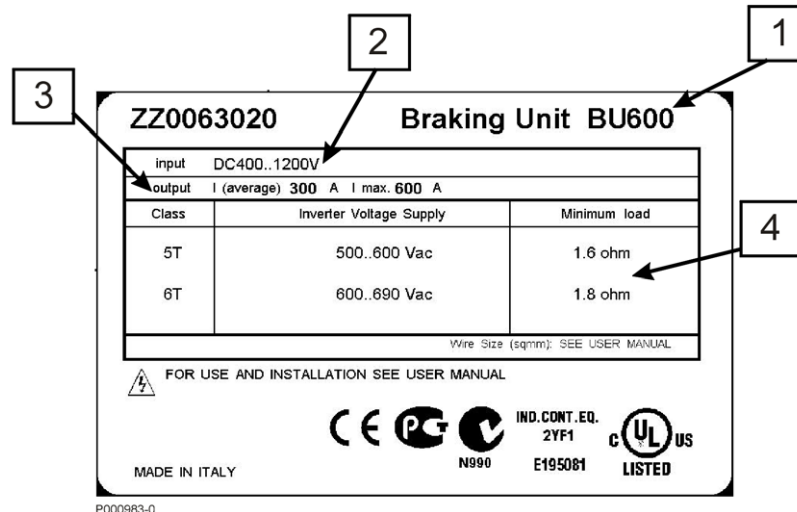 1
2
3
ZZ0063020 Braking Unit BU600
input DC400..1200V
output I (average) 300 A I max. 600 A
Class Inverter Voltage Supply Minimum load
4
5T 500..600 Vac 1.6 ohm
6T 600..690 Vac 1.8 ohm
Wire Size (sqmm): SEE USER MANUAL
FOR USE AND INSTALLATION SEE USER MANUAL
CE PCT N990 IND.CONT.EQ. 2YF1 E195081 C UL US LISTED
MADE IN ITALY
P000983-0